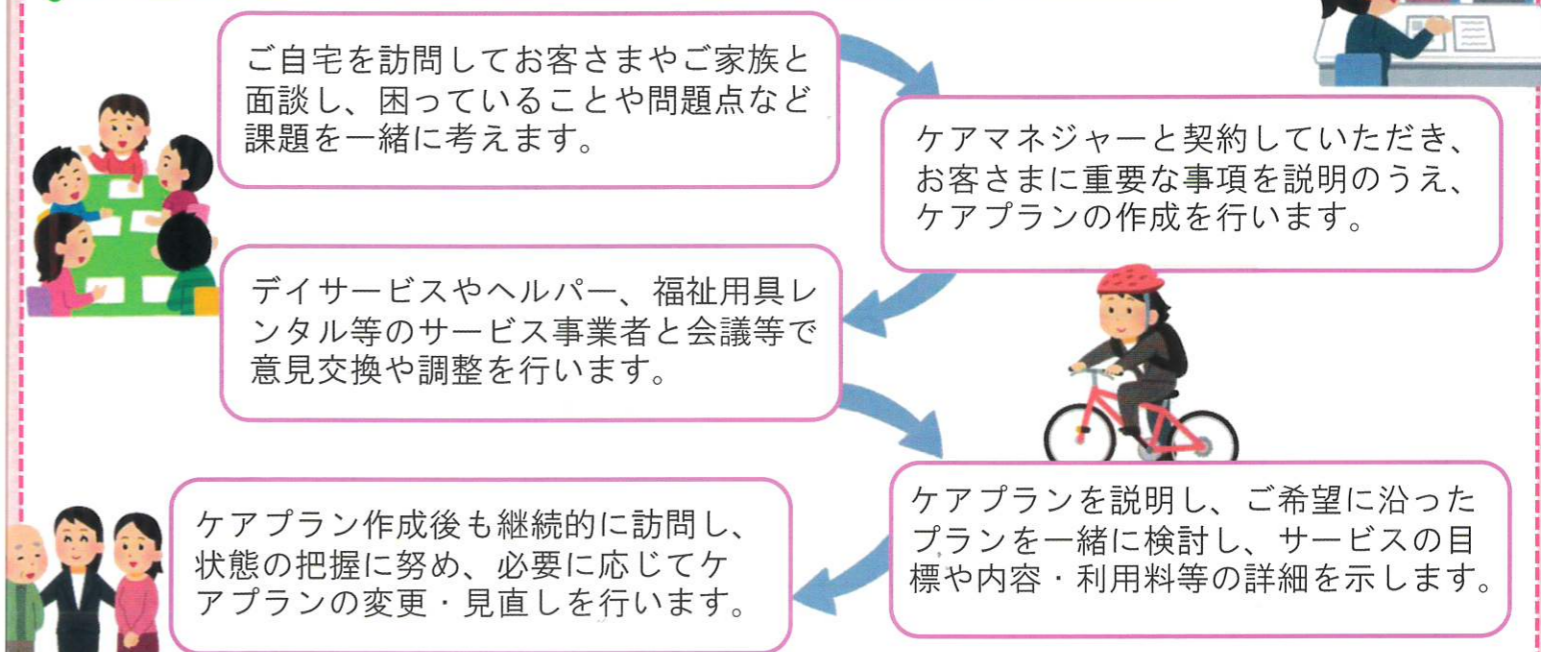 ご自宅を訪問してお客さまやご家族と
面談し、困っていることや問題点など
課題を一緒に考えます。
ケアマネジャーと契約していただき、
お客さまに重要な事項を説明のうえ、
ケアプランの作成を行います。
デイサービスやヘルパー、福祉用具レ
ンタル等のサービス事業者と会議等で
意見交換や調整を行います。
ケアプランを説明し、ご希望に沿った
プランを一緒に検討し、サービスの目
標や内容・利用料等の詳細を示します。
ケアプラン作成後も継続的に訪問し、
状態の把握に努め、必要に応じてケ
アプランの変更・見直しを行います。